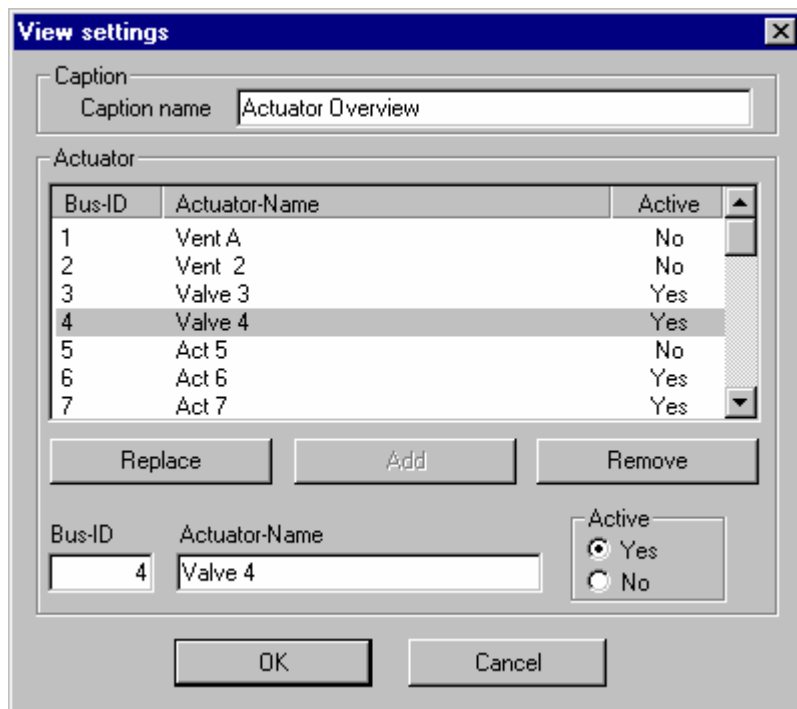 View settings
Caption
Caption name Actuator Overview
Actuator
Bus-ID Actuator-Name Active
1 Vent A No
2 Vent  2 No
3 Valve 3 Yes
4 Valve 4 Yes
5 Act 5 No
6 Act 6 Yes
7 Act 7 Yes
Replace Add Remove
Bus-ID Actuator-Name Active
4 Valve 4 Yes
No
OK Cancel